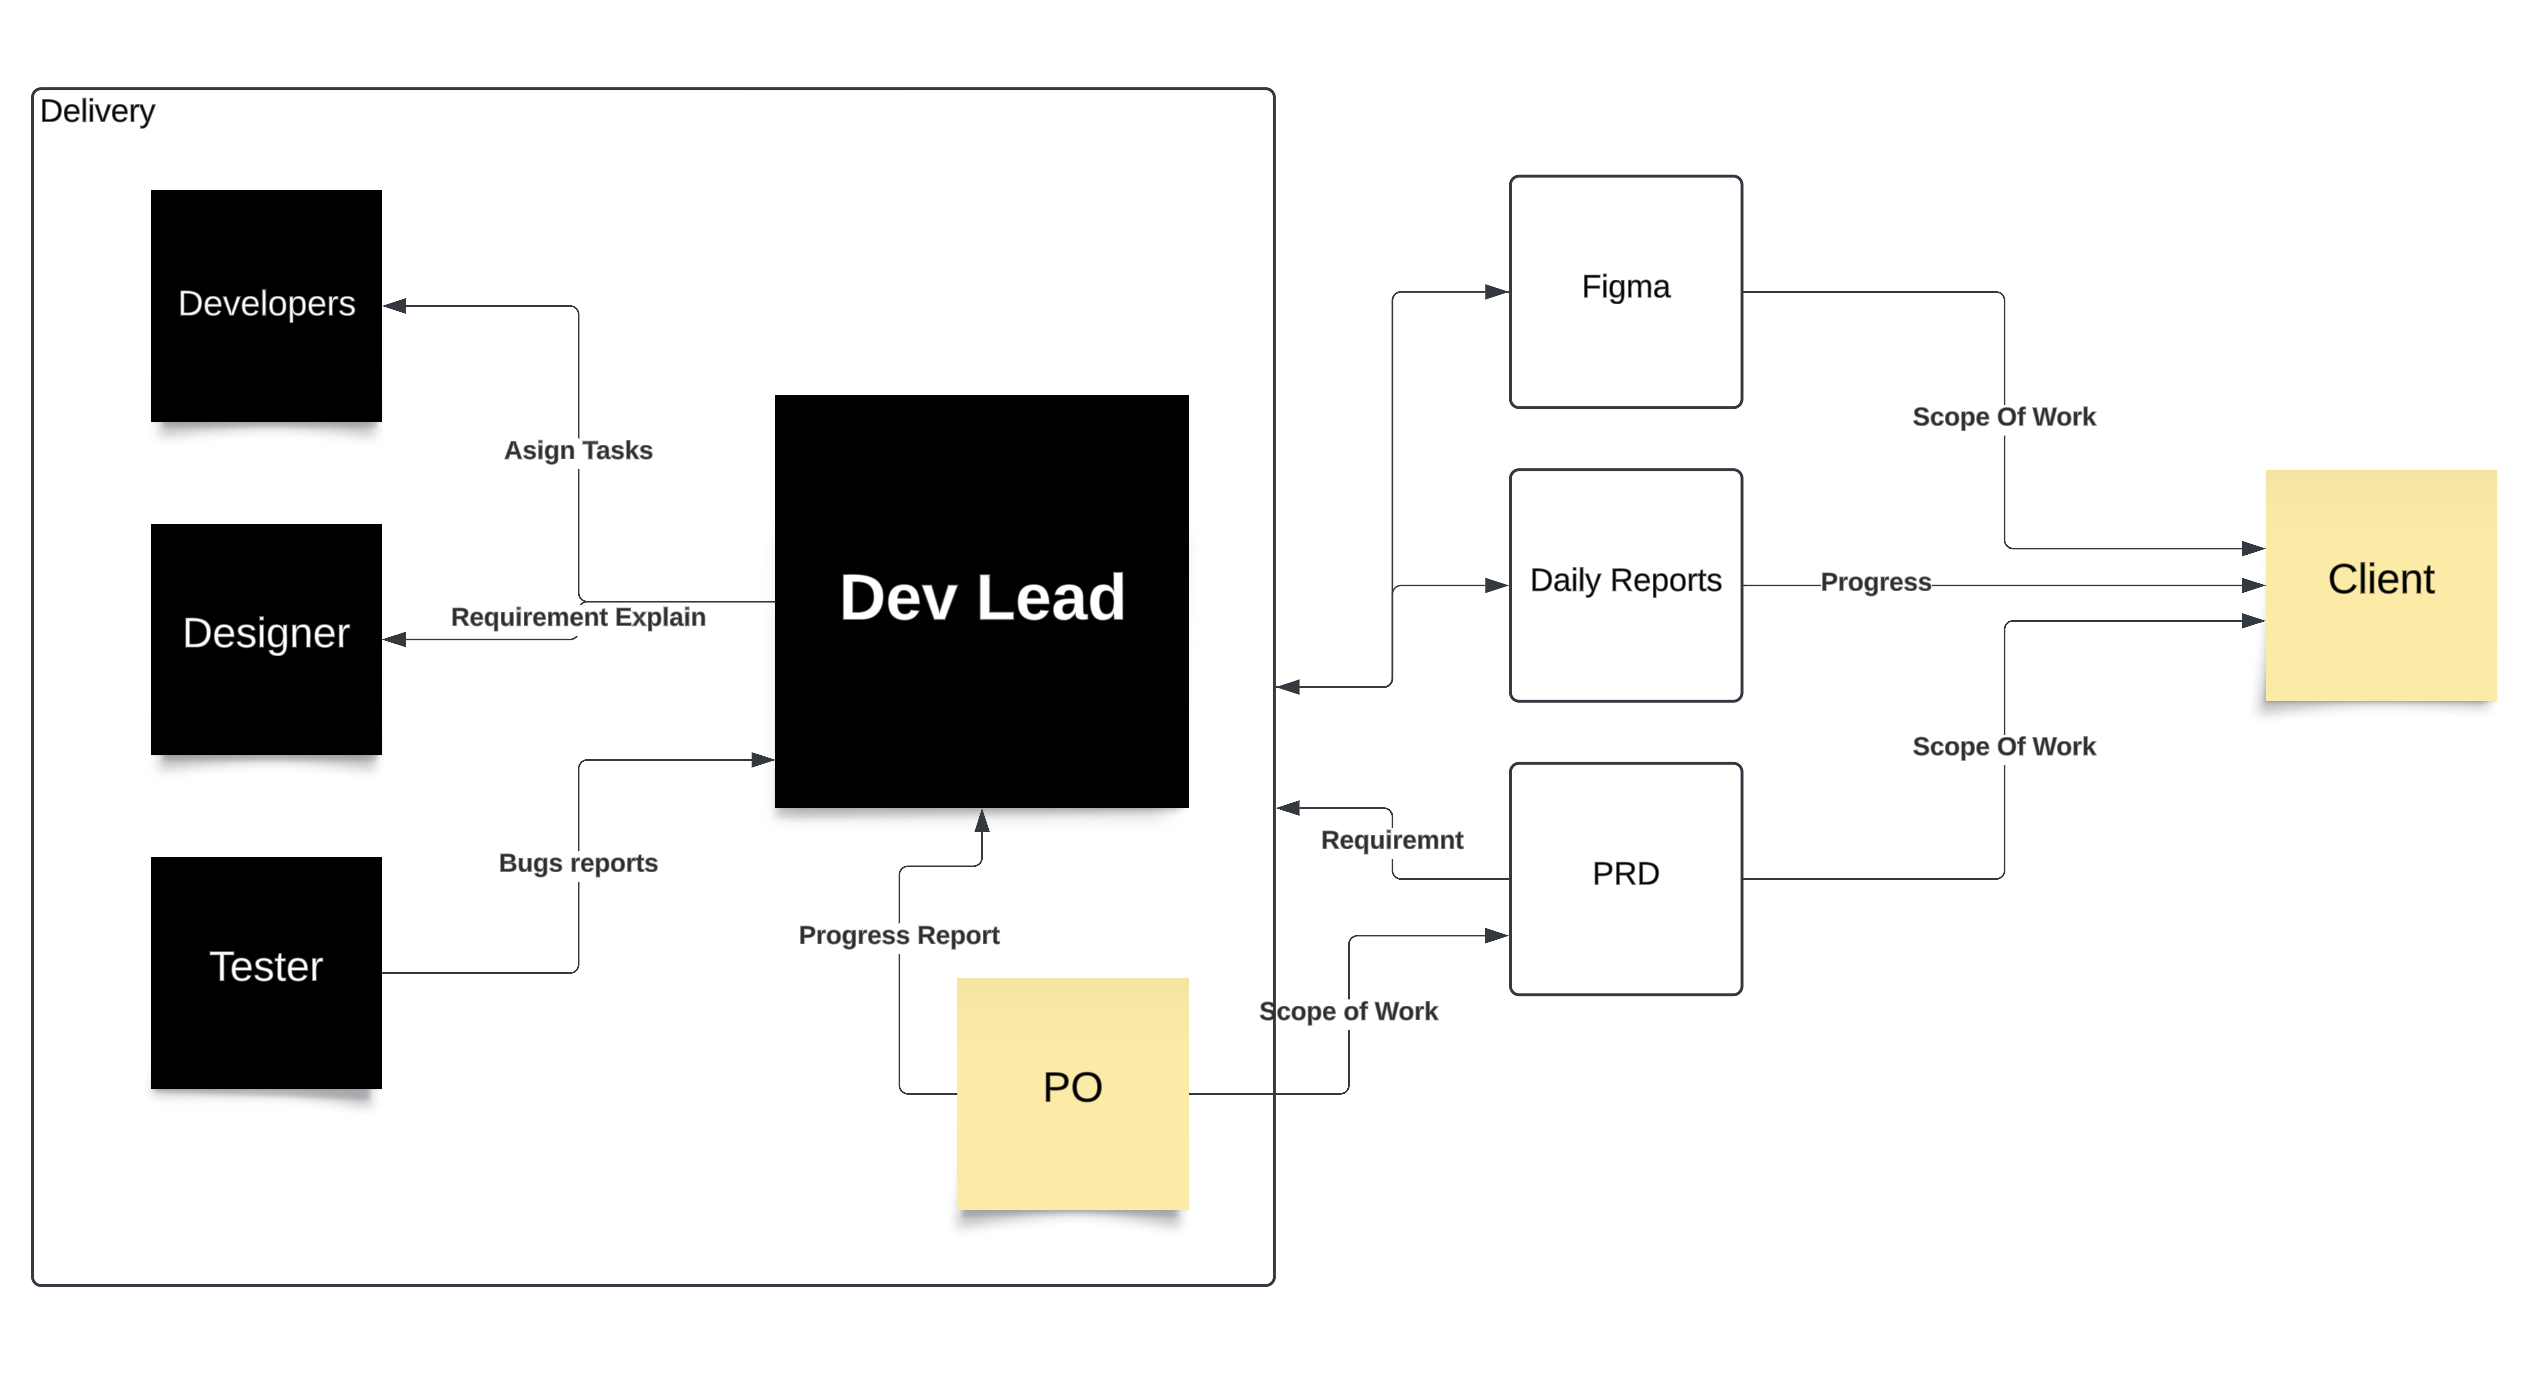 Delivery
Developers
Asign Tasks
Designer
Requirement Explain
Dev Lead
Tester
Bugs reports
Progress Report
PO
Figma
Scope Of Work
Daily Reports
Progress
Client
Requiremnt
PRD
Scope Of Work
Scope of Work